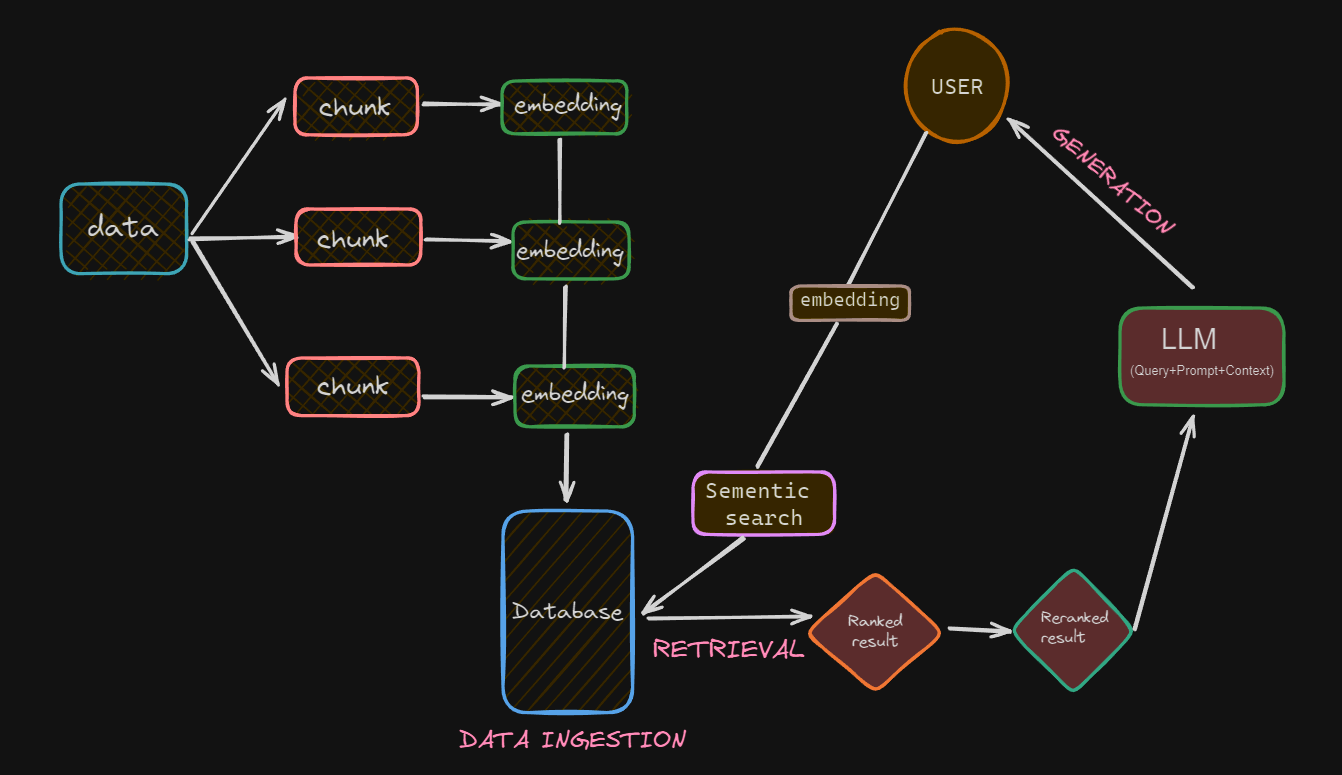 USER
chunk
embedding
GENERATION
data
chunk
embedding
embedding
LLM
(Query+Prompt+Context)
chunk
embedding
Sementic
search
Database
Ranked
result
Reranked
result
RETRIEVAL
DATA INGESTION